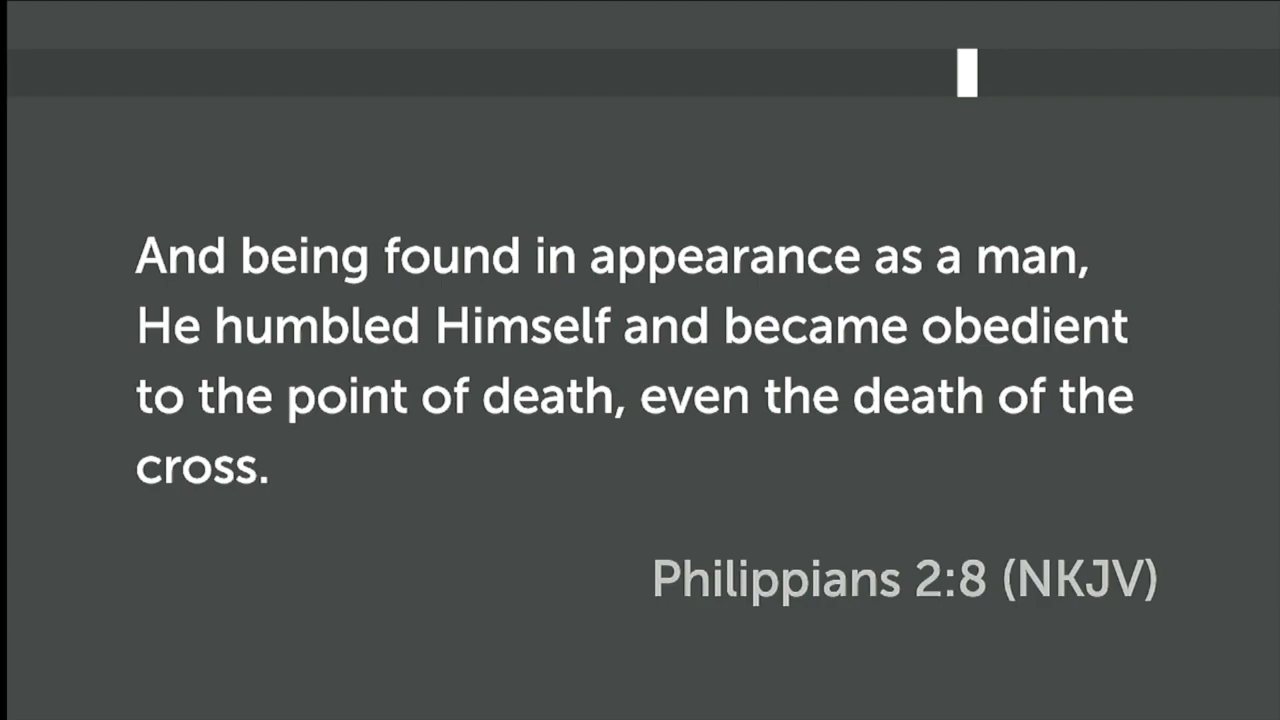 And being found in appearance as a man,
He humbled Himself and became obedient
to the point of death, even the death of the
cross.
Philippians 2:8 (NKJV)